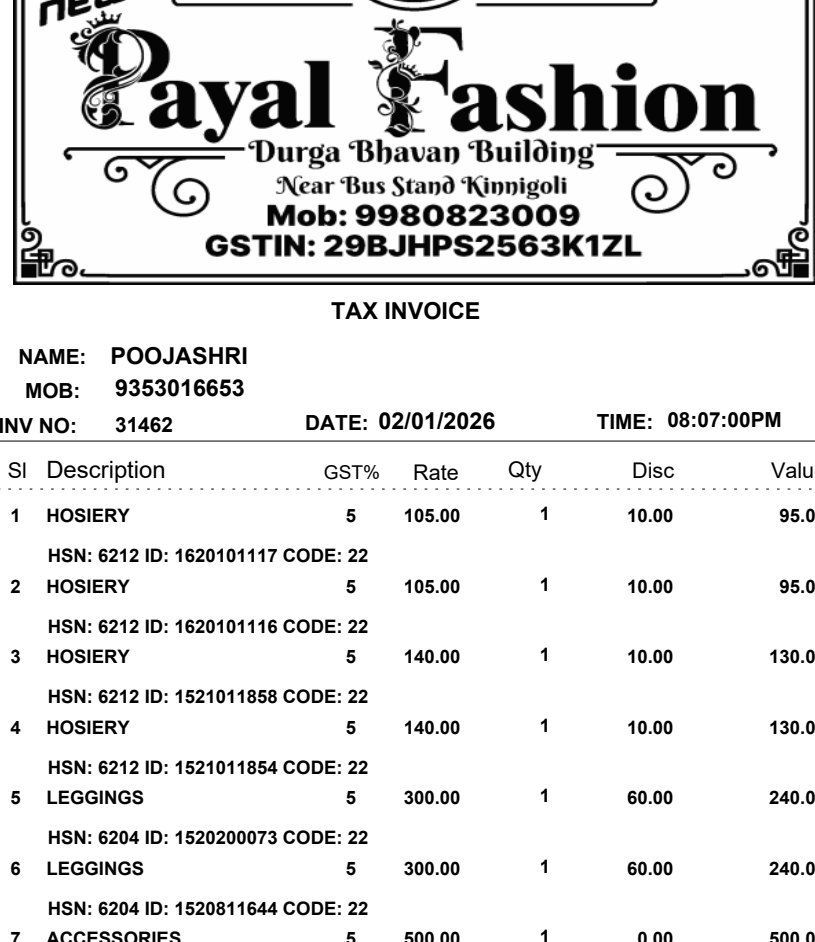 new
Payal Fashion
Durga Bhavan Building
Near Bus Stand Kinnigoli
Mob: 9980823009
GSTIN: 29BJHPS2563K1ZL
TAX INVOICE
NAME: POOJASHRI
MOB: 9353016653
INV NO: 31462 DATE: 02/01/2026 TIME: 08:07:00PM
Sl Description GST% Rate Qty Disc Valu
1 HOSIERY 5 105.00 1 10.00 95.0
HSN: 6212 ID: 1620101117 CODE: 22
2 HOSIERY 5 105.00 1 10.00 95.0
HSN: 6212 ID: 1620101116 CODE: 22
3 HOSIERY 5 140.00 1 10.00 130.0
HSN: 6212 ID: 1521011858 CODE: 22
4 HOSIERY 5 140.00 1 10.00 130.0
HSN: 6212 ID: 1521011854 CODE: 22
5 LEGGINGS 5 300.00 1 60.00 240.0
HSN: 6204 ID: 1520200073 CODE: 22
6 LEGGINGS 5 300.00 1 60.00 240.0
HSN: 6204 ID: 1520811644 CODE: 22
7 ACCESSORIES 5 500.00 1 0.00 500.0